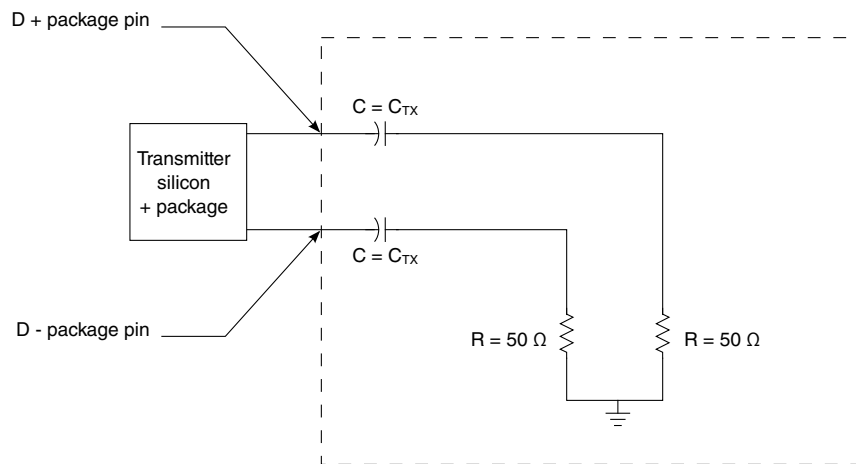 D + package pin
C = CTX
Transmitter
silicon
+ package
C = CTX
D - package pin
R = 50 Ω
R = 50 Ω